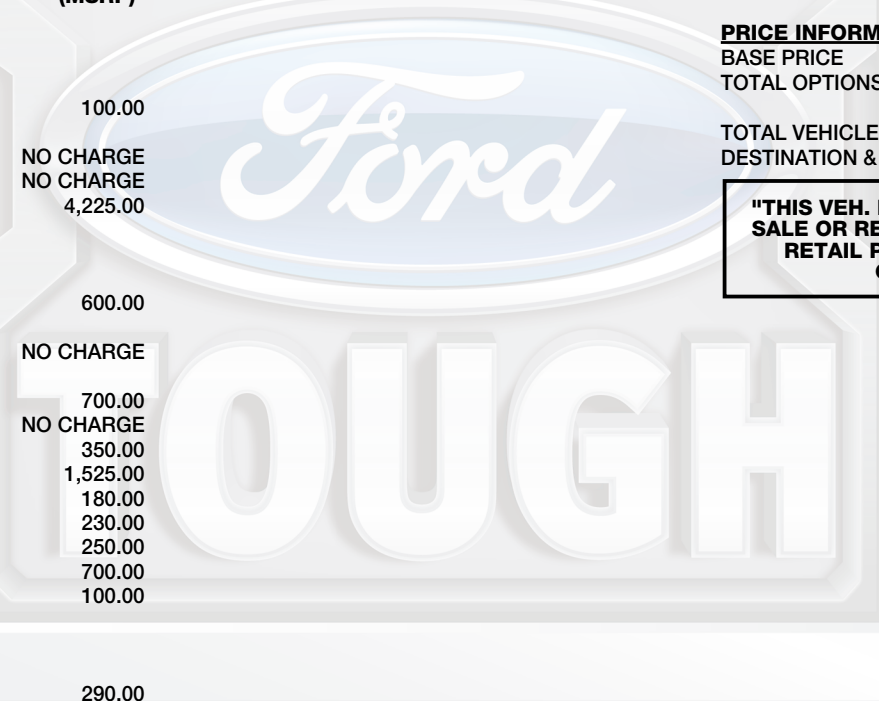 (MSRP)
100.00
NO CHARGE
NO CHARGE
4,225.00
600.00
NO CHARGE
700.00
NO CHARGE
350.00
1,525.00
180.00
230.00
250.00
700.00
100.00
290.00
PRICE INFORM
BASE PRICE
TOTAL OPTIONS
TOTAL VEHICLE
DESTINATION &
"THIS VEH.
SALE OR RE
RETAIL P
Ford
TOUGH